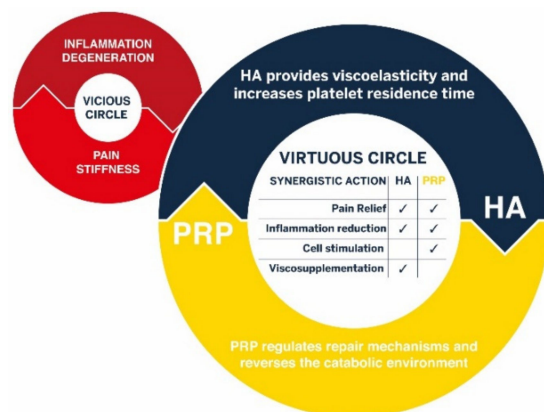 INFLAMMATION
DEGENERATION
VICIOUS
CIRCLE
PAIN
STIFFNESS
HA provides viscoelasticity and
increases platelet residence time
VIRTUOUS CIRCLE
SYNERGISTIC ACTION HA PRP
Pain Relief ✓ ✓
Inflammation reduction ✓ ✓
Cell stimulation ✓
Viscosupplementation ✓
PRP
HA
PRP regulates repair mechanisms and
reverses the catabolic environment